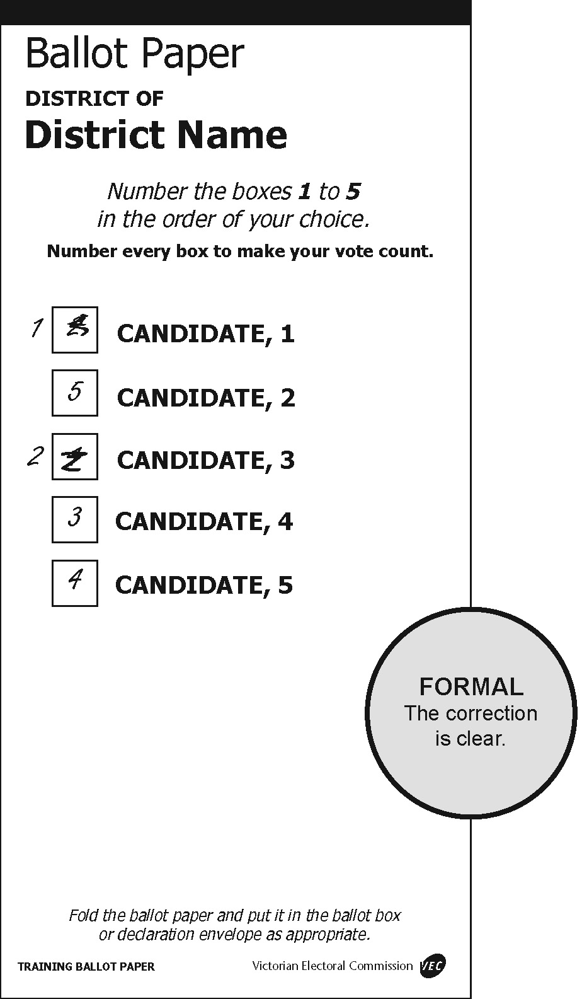 Ballot Paper
DISTRICT OF
District Name
Number the boxes 1 to 5
in the order of your choice.
Number every box to make your vote count.
1 CANDIDATE, 1
5 CANDIDATE, 2
2 CANDIDATE, 3
3 CANDIDATE, 4
4 CANDIDATE, 5
FORMAL
The correction
is clear.
Fold the ballot paper and put it in the ballot box
or declaration envelope as appropriate.
TRAINING BALLOT PAPER Victorian Electoral Commission VEC